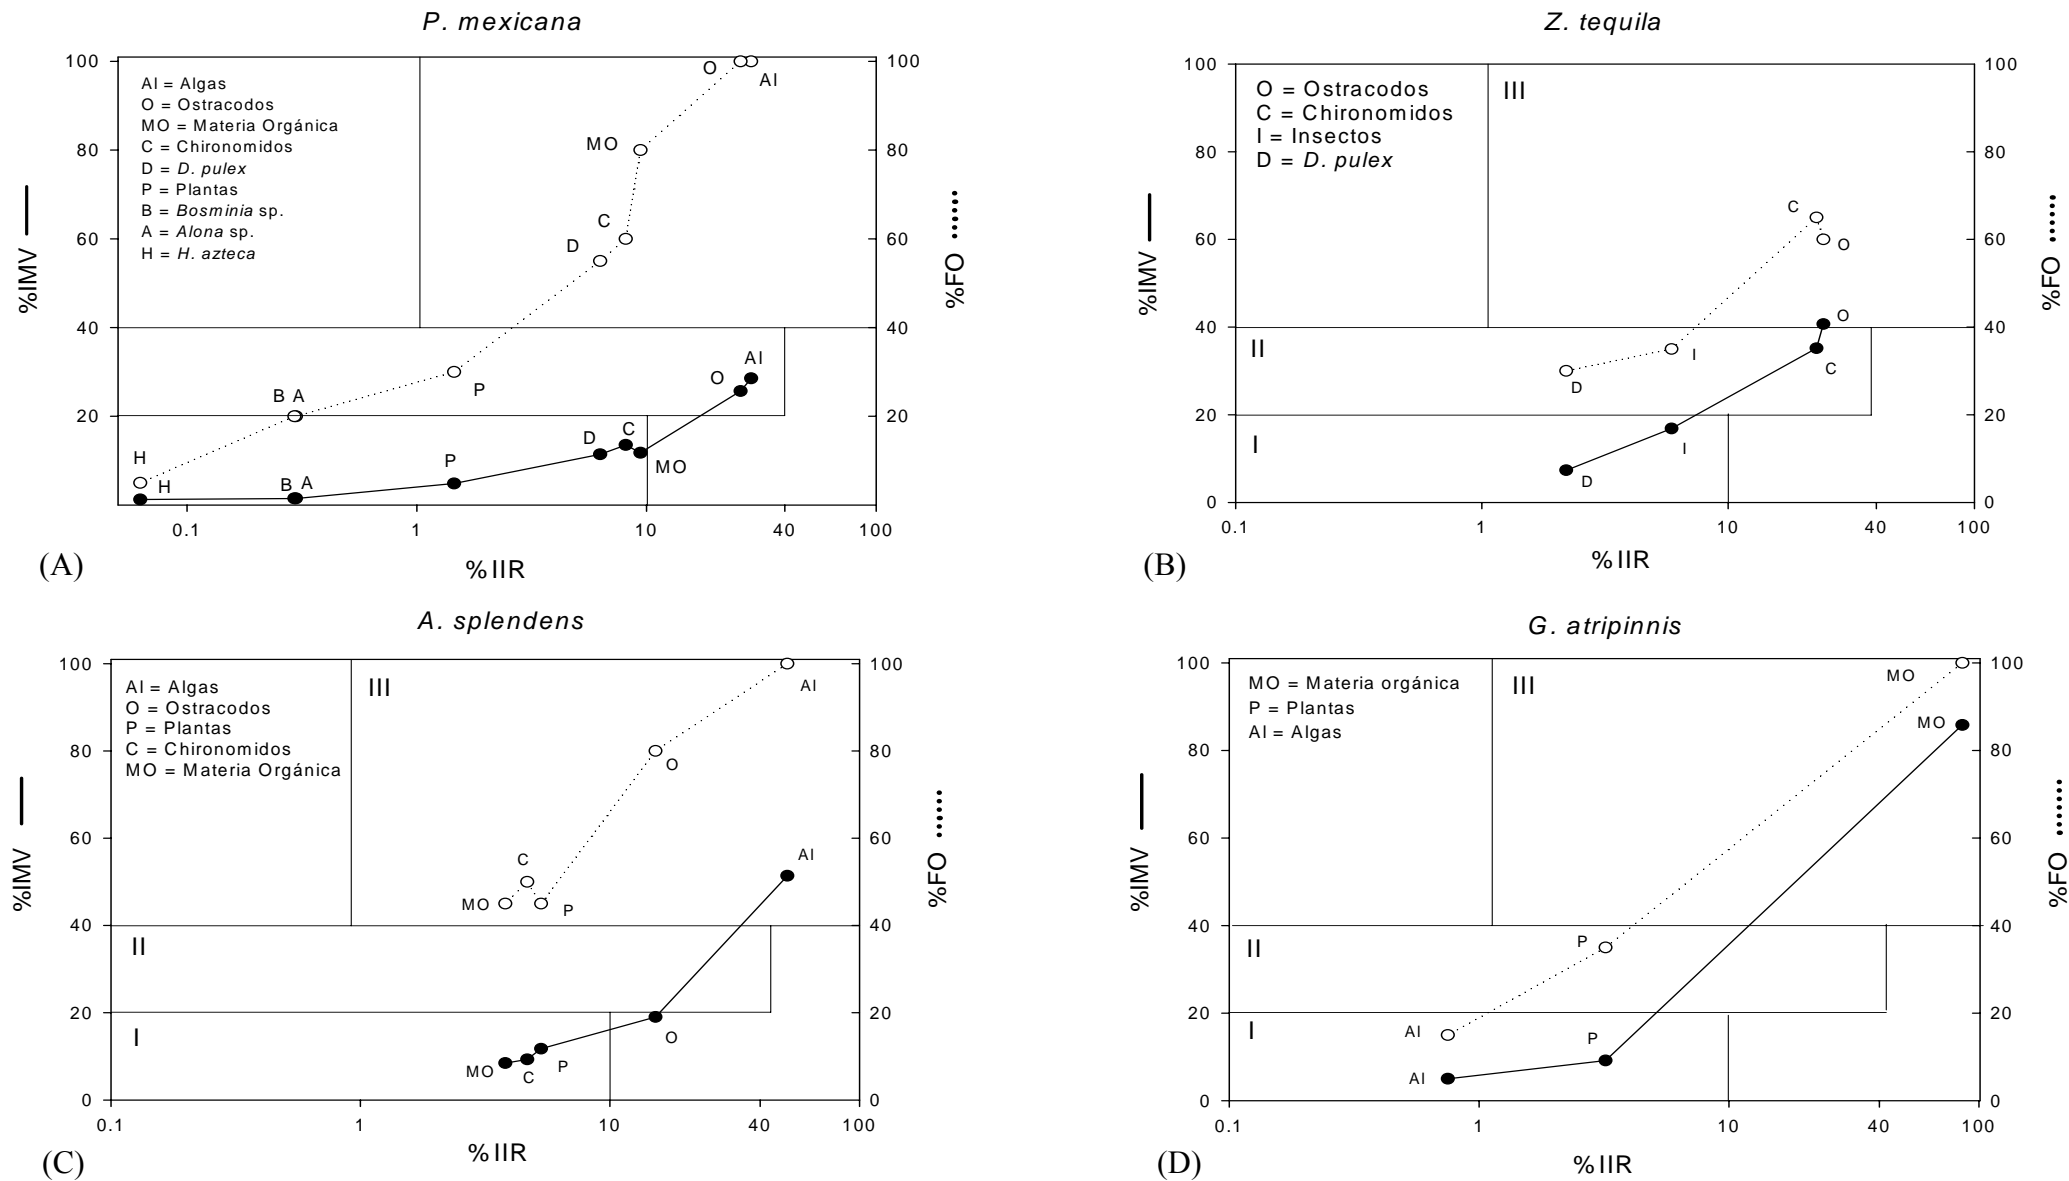 P. mexicana
100
80
60
40
20
%IMV
Al = Algas
O = Ostracodos
MO = Materia Orgánica
C = Chironomidos
D = D. pulex
P = Plantas
B = Bosminia sp.
A = Alona sp.
H = H. azteca
O
Al
MO
C
D
P
B A
H
Al
O
C
D
MO
P
B A
H
100
80
60
40
20
0
%FO
0.1 1 10 40 100
%IIR
(A)
Z. tequila
100
80
60
40
20
0
%IMV
O = Ostracodos
C = Chironomidos
I = Insectos
D = D. pulex
III
II
I
C
O
I
D
O
C
I
D
100
80
60
40
20
0
%FO
0.1 1 10 40 100
%IIR
(B)
A. splendens
100
80
60
40
20
0
%IMV
Al = Algas
O = Ostracodos
P = Plantas
C = Chironomidos
MO = Materia Orgánica
III
II
I
Al
O
C
MO
P
Al
O
P
MO
C
100
80
60
40
20
0
%FO
0.1 1 10 40 100
%IIR
(C)
G. atripinnis
100
80
60
40
20
0
%IMV
MO = Materia orgánica
P = Plantas
Al = Algas
III
II
I
MO
MO
P
Al
P
Al
100
80
60
40
20
0
%FO
0.1 1 10 40 100
%IIR
(D)